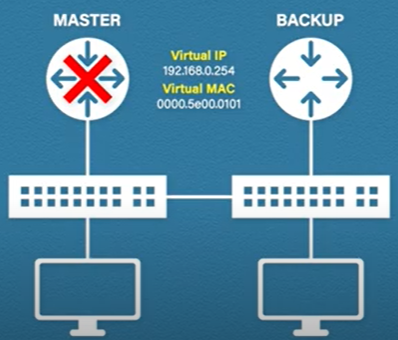 MASTER
BACKUP
Virtual IP
192.168.0.254
Virtual MAC
0000.5e00.0101